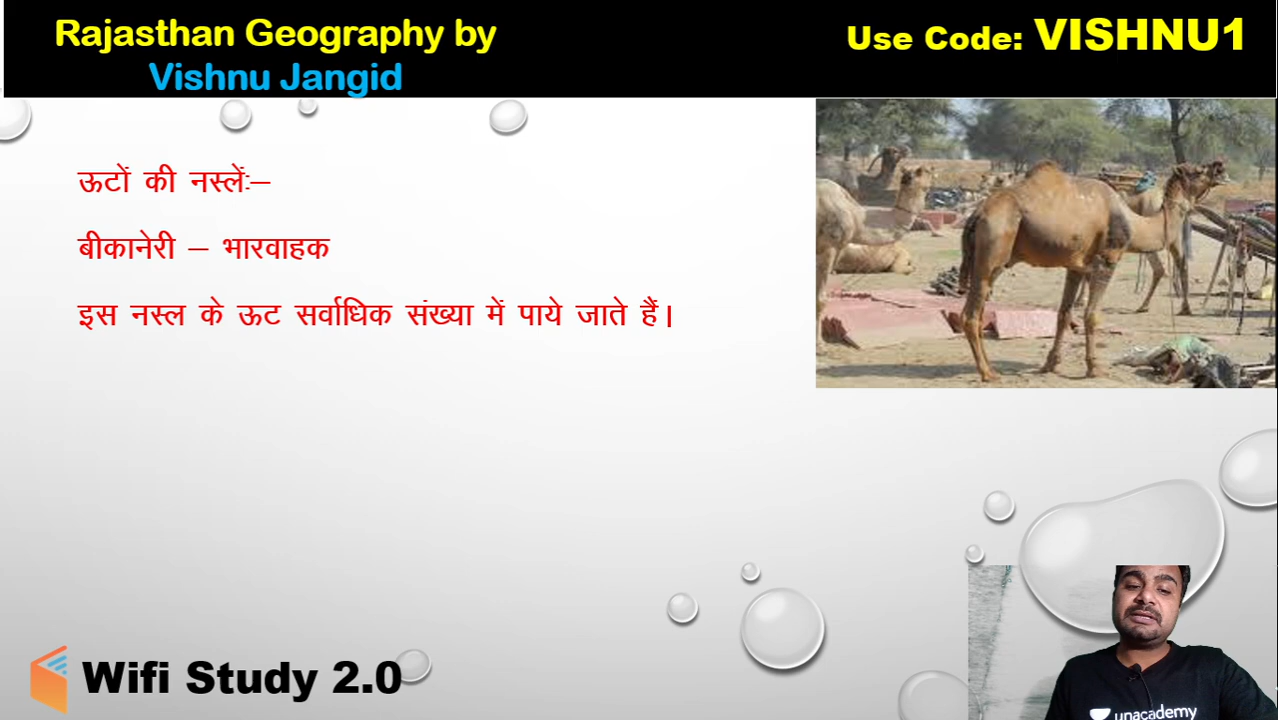 Rajasthan Geography by
Vishnu Jangid
Use Code: VISHNU1
ऊटों की नस्लेंः–
बीकानेरी – भारवाहक
इस नस्ल के ऊट सर्वाधिक संख्या में पाये जाते हैं।
Wifi Study 2.0
unacademy